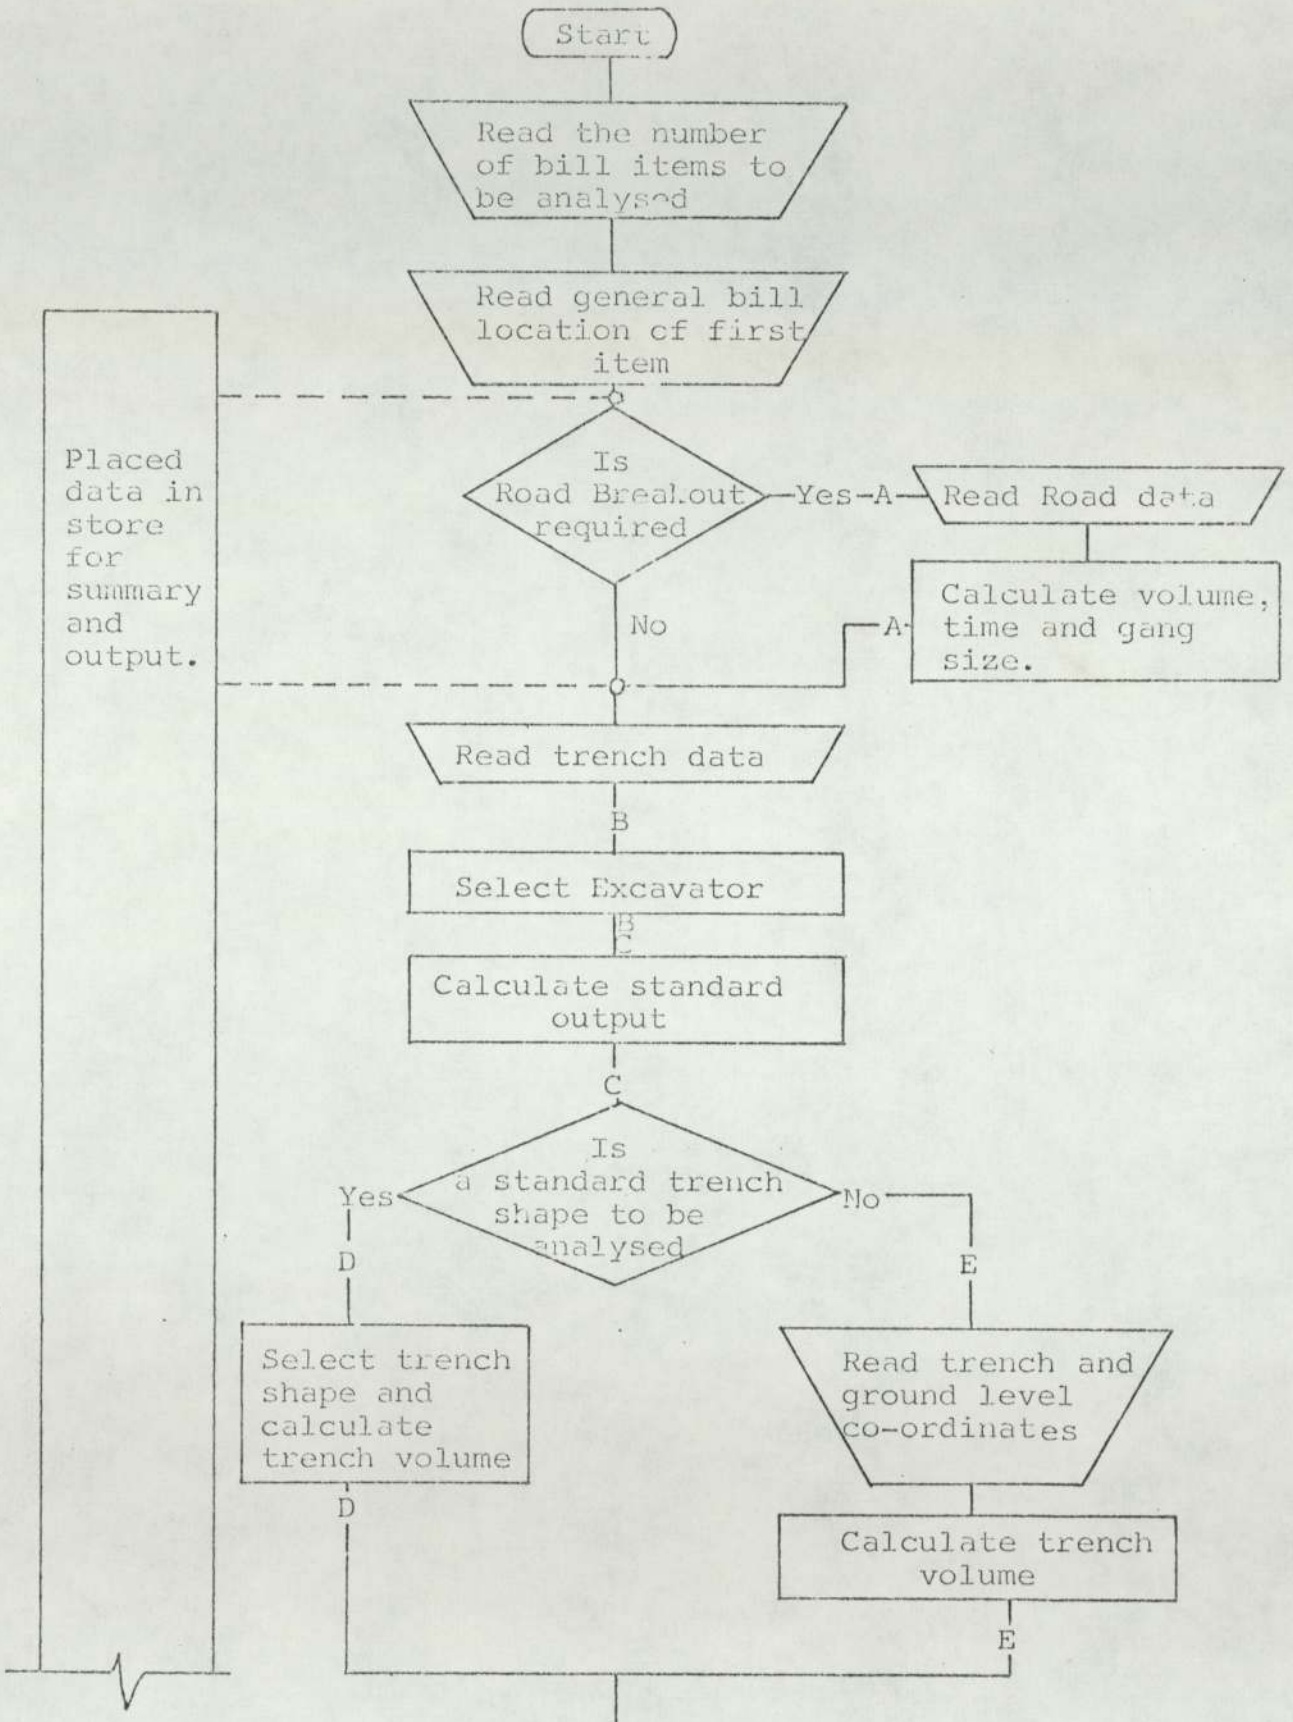 Start
Read the number
of bill items to
be analysed
Read general bill
location of first
item
Placed
data in
store
for
summary
and
output.
Is
Road Breakout
required
Yes A
Read Road data
Calculate volume,
time and gang
size.
A
No
Read trench data
B
Select Excavator
B
C
Calculate standard
output
C
Is
a standard trench
shape to be
analysed
Yes
No
D
E
Select trench
shape and
calculate
trench volume
D
Read trench and
ground level
co-ordinates
Calculate trench
volume
E